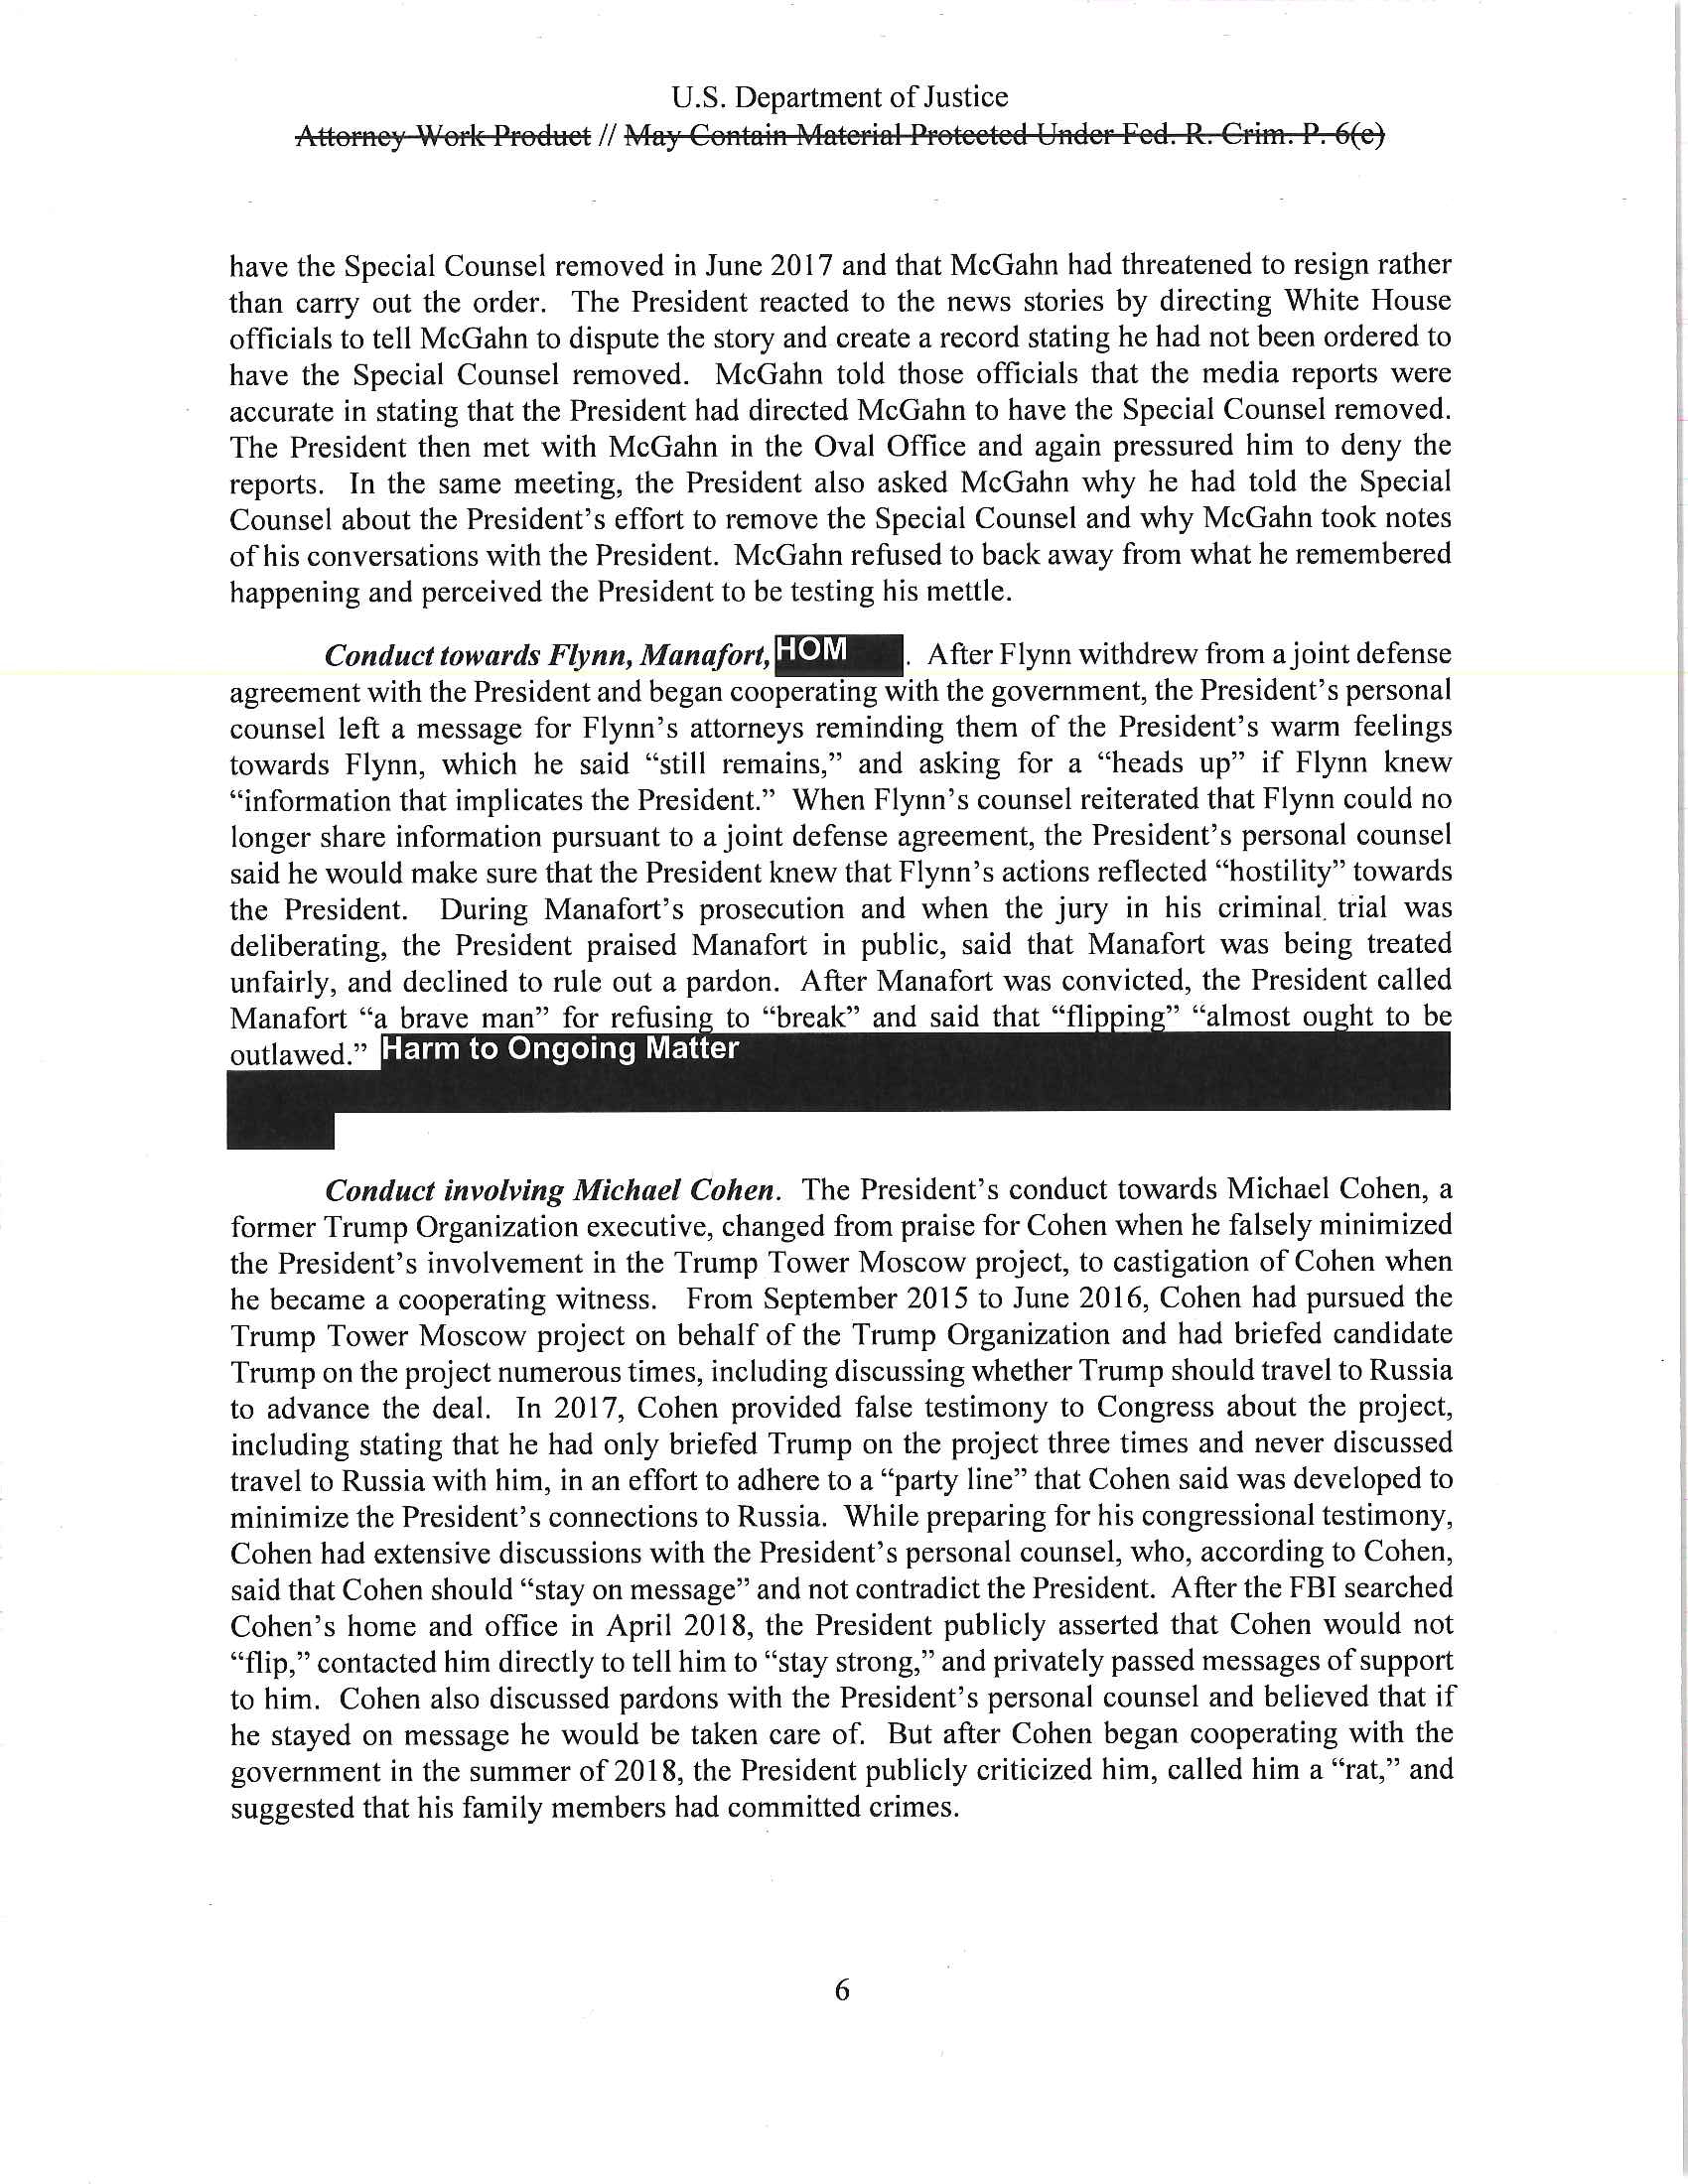 U.S. Department of Justice
Attorney Work Product // May Contain Material Protected Under Fed. R. Crim. P. 6(e)
have the Special Counsel removed in June 2017 and that McGahn had threatened to resign rather
than carry out the order. The President reacted to the news stories by directing White House
officials to tell McGahn to dispute the story and create a record stating he had not been ordered to
have the Special Counsel removed. McGahn told those officials that the media reports were
accurate in stating that the President had directed McGahn to have the Special Counsel removed.
The President then met with McGahn in the Oval Office and again pressured him to deny the
reports. In the same meeting, the President also asked McGahn why he had told the Special
Counsel about the President’s effort to remove the Special Counsel and why McGahn took notes
of his conversations with the President. McGahn refused to back away from what he remembered
happening and perceived the President to be testing his mettle.
Conduct towards Flynn, Manafort, HOM. After Flynn withdrew from a joint defense
agreement with the President and began cooperating with the government, the President’s personal
counsel left a message for Flynn’s attorneys reminding them of the President’s warm feelings
towards Flynn, which he said “still remains,” and asking for a “heads up” if Flynn knew
“information that implicates the President.” When Flynn’s counsel reiterated that Flynn could no
longer share information pursuant to a joint defense agreement, the President’s personal counsel
said he would make sure that the President knew that Flynn’s actions reflected “hostility” towards
the President. During Manafort’s prosecution and when the jury in his criminal trial was
deliberating, the President praised Manafort in public, said that Manafort was being treated
unfairly, and declined to rule out a pardon. After Manafort was convicted, the President called
Manafort “a brave man” for refusing to “break” and said that “flipping” “almost ought to be
outlawed.” Harm to Ongoing Matter
Conduct involving Michael Cohen. The President’s conduct towards Michael Cohen, a
former Trump Organization executive, changed from praise for Cohen when he falsely minimized
the President’s involvement in the Trump Tower Moscow project, to castigation of Cohen when
he became a cooperating witness. From September 2015 to June 2016, Cohen had pursued the
Trump Tower Moscow project on behalf of the Trump Organization and had briefed candidate
Trump on the project numerous times, including discussing whether Trump should travel to Russia
to advance the deal. In 2017, Cohen provided false testimony to Congress about the project,
including stating that he had only briefed Trump on the project three times and never discussed
travel to Russia with him, in an effort to adhere to a “party line” that Cohen said was developed to
minimize the President’s connections to Russia. While preparing for his congressional testimony,
Cohen had extensive discussions with the President’s personal counsel, who, according to Cohen,
said that Cohen should “stay on message” and not contradict the President. After the FBI searched
Cohen’s home and office in April 2018, the President publicly asserted that Cohen would not
“flip,” contacted him directly to tell him to “stay strong,” and privately passed messages of support
to him. Cohen also discussed pardons with the President’s personal counsel and believed that if
he stayed on message he would be taken care of. But after Cohen began cooperating with the
government in the summer of 2018, the President publicly criticized him, called him a “rat,” and
suggested that his family members had committed crimes.
6